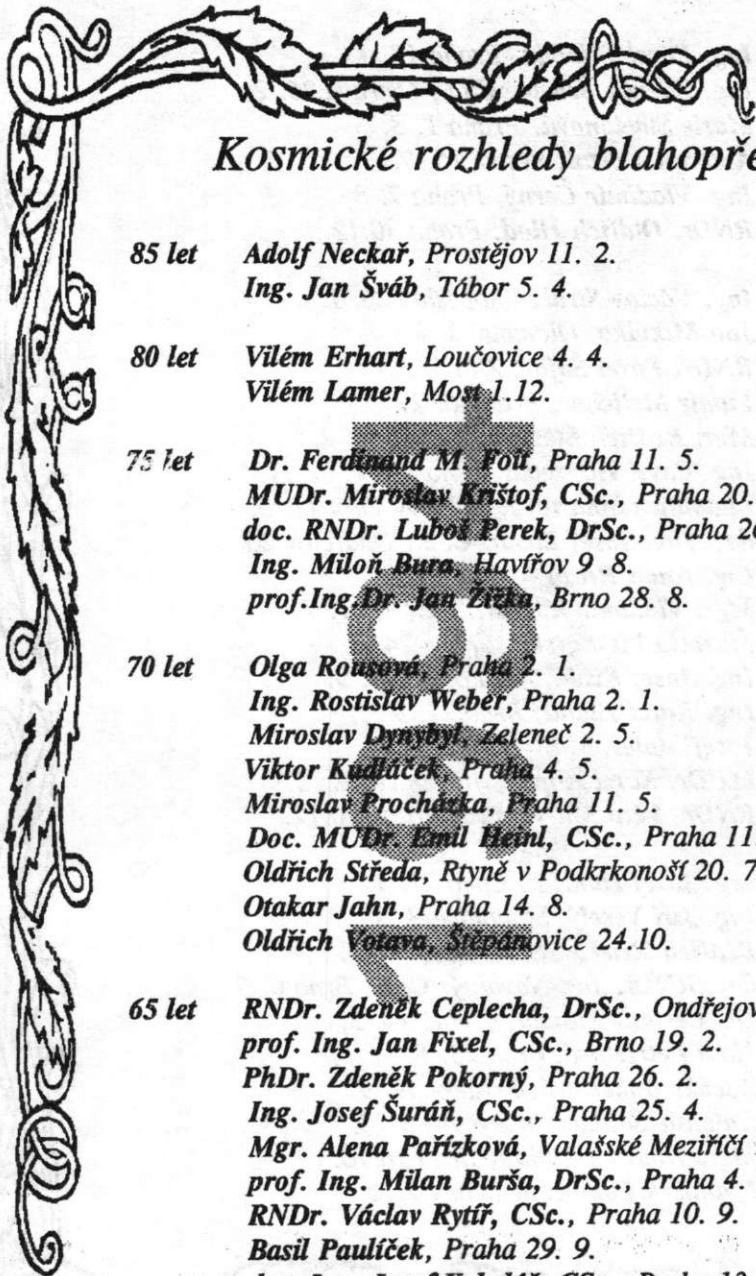 Kosmické rozhledy blahopře
85 let Adolf Neckař, Prostějov 11. 2.
Ing. Jan Šváb, Tábor 5. 4.
80 let Vilém Erhart, Loučovice 4. 4.
Vilém Lamer, Most 1.12.
75 let Dr. Ferdinand M. Foit, Praha 11. 5.
MUDr. Miroslav Krištof, CSc., Praha 20.
doc. RNDr. Luboš Perek, DrSc., Praha 2
Ing. Miloň Bura, Havířov 9 .8.
prof.Ing.Dr. Jan Žižka, Brno 28. 8.
70 let Olga Rousová, Praha 2. 1.
Ing. Rostislav Weber, Praha 2. 1.
Miroslav Dynybyl, Zeleneč 2. 5.
Viktor Kudláček, Praha 4. 5.
Miroslav Procházka, Praha 11. 5.
Doc. MUDr. Emil Heinl, CSc., Praha 11.
Oldřich Středa, Rtyně v Podkrkonoší 20. 7
Otakar Jahn, Praha 14. 8.
Oldřich Votava, Štěpánovice 24.10.
65 let RNDr. Zdeněk Ceplecha, DrSc., Ondřejov
prof. Ing. Jan Fixel, CSc., Brno 19. 2.
PhDr. Zdeněk Pokorný, Praha 26. 2.
Ing. Josef Šuráň, CSc., Praha 25. 4.
Mgr. Alena Pařízková, Valašské Meziříčí
prof. Ing. Milan Burša, DrSc., Praha 4.
RNDr. Václav Rytíř, CSc., Praha 10. 9.
Basil Paulíček, Praha 29. 9.
1994